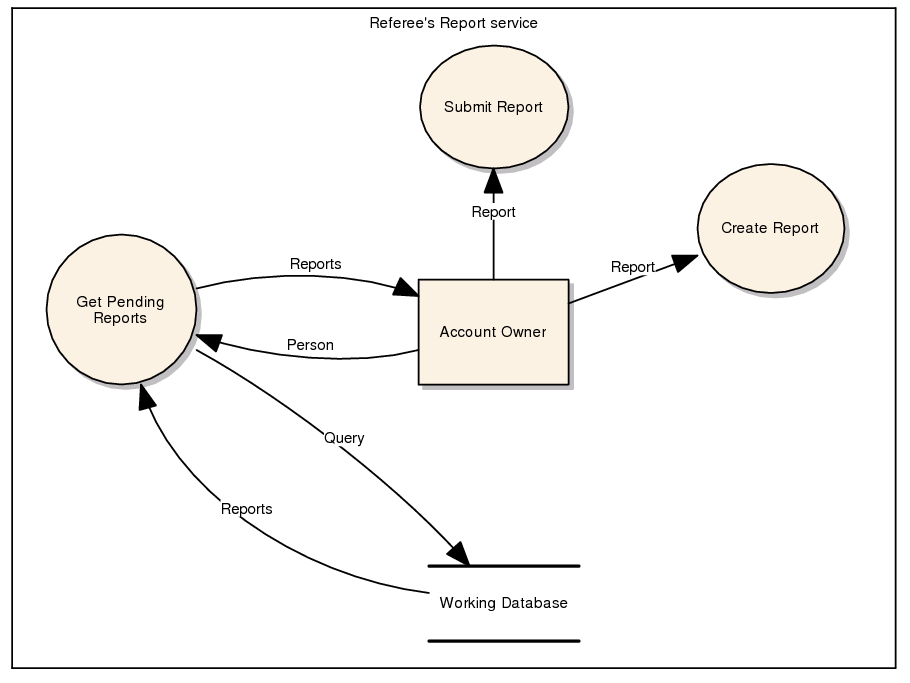 Referee's Report service
Submit Report
Report
Create Report
Reports
Report
Get Pending
Reports
Account Owner
Person
Query
Reports
Working Database